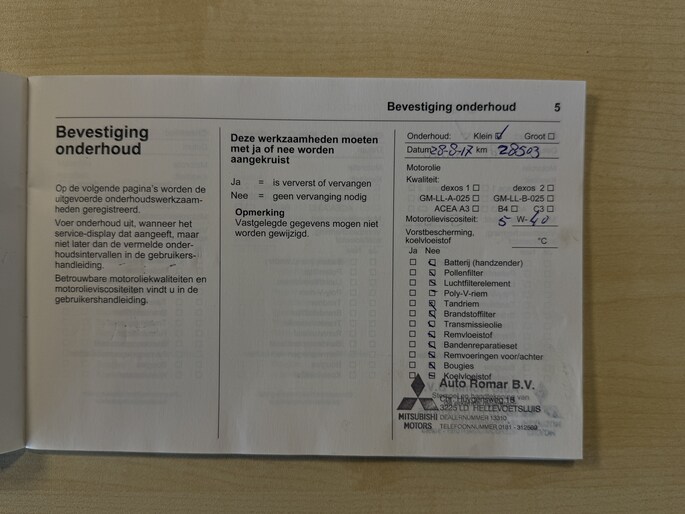 Bevestiging onderhoud 5
Bevestiging
onderhoud
Op de volgende pagina's worden de
uitgevoerde onderhoudswerkzaam-
heden geregistreerd.
Voer onderhoud uit, wanneer het
service-display dat aangeeft, maar
niet later dan de vermelde onder-
houdsintervallen in de gebruikers-
handleiding.
Betrouwbare motoroliekwaliteiten en
motorolieviscositeiten vindt u in de
gebruikershandleiding.
Deze werkzaamheden moeten
met ja of nee worden
aangekruist
Ja = is ververst of vervangen
Nee = geen vervanging nodig
Opmerking
Vastgelegde gegevens mogen niet
worden gewijzigd.
Onderhoud: Klein Groot
Datum 28-8-17 km 28503
Motorolie
Kwaliteit:
dexos 1 dexos 2
GM-LL-A-025 GM-LL-B-025
ACEA A3 B4 C3
Motorolieviscositeit: 5 W- 40
Vorstbescherming,
koelvloeistof °C
Ja Nee
Batterij (handzender)
Pollenfilter
Luchtfilterelement
Poly-V-riem
Tandriem
Brandstoffilter
Transmissieolie
Remvloeistof
Bandenreparatieset
Remvoeringen voor/achter
Bougies
Koelvloeistof
Auto Romar B.V.
3225 LD HELLEVOETSLUIS
MITSUBISHI DEALERNUMMER
MOTORS TELEFOONNUMMER 0181 -